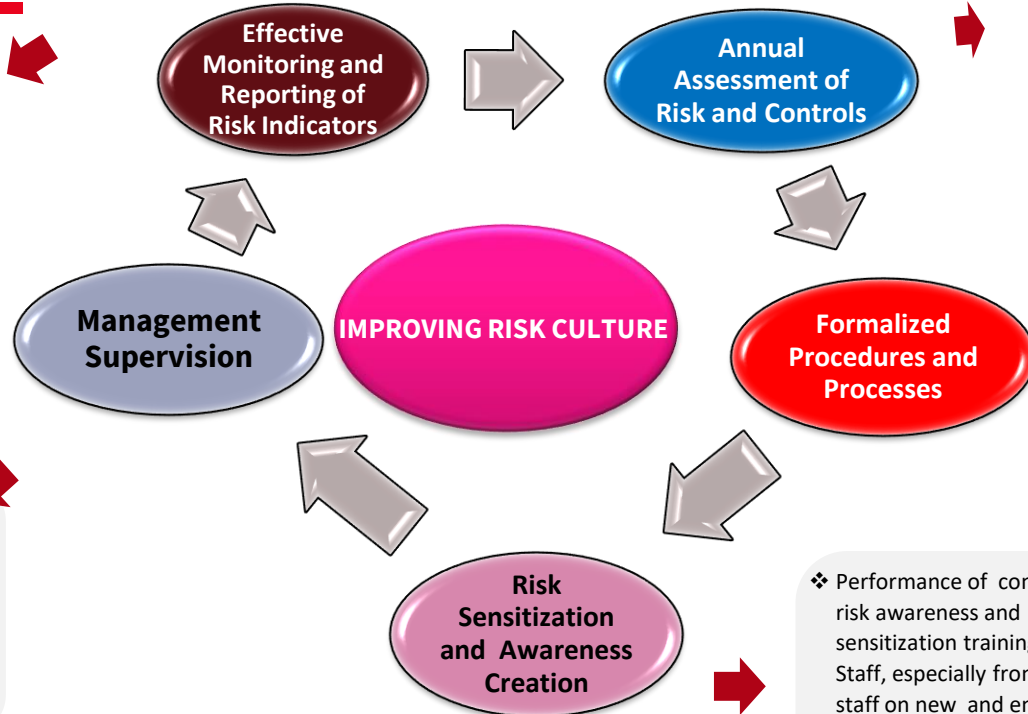 Effective
Monitoring and
Reporting of
Risk Indicators
Annual
Assessment of
Risk and Controls
Management
Supervision
IMPROVING RISK CULTURE
Formalized
Procedures and
Processes
Risk
Sensitization
and Awareness
Creation
❖ Performance of
risk awareness and
sensitization
Staff, especially
staff on new and